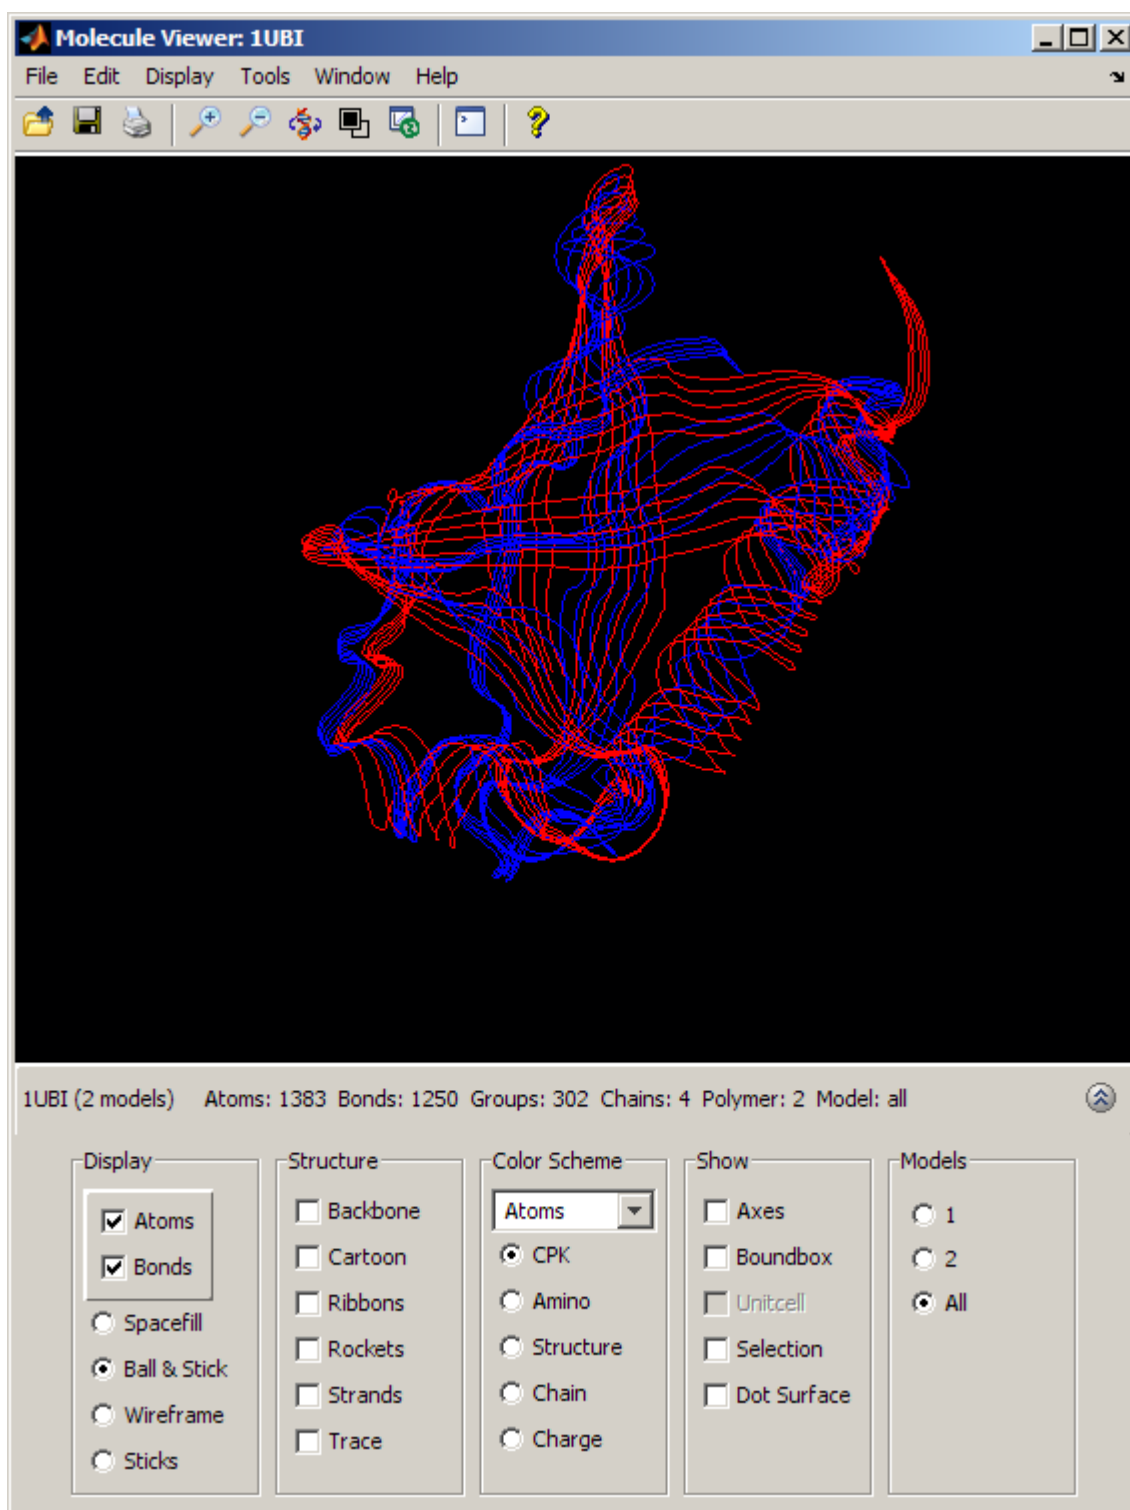 Molecule Viewer: 1UBI
File Edit Display Tools Window Help
1UBI (2 models) Atoms: 1383 Bonds: 1250 Groups: 302 Chains: 4 Polymer: 2 Model: all
Display
Atoms
Bonds
Spacefill
Ball & Stick
Wireframe
Sticks
Structure
Backbone
Cartoon
Ribbons
Rockets
Strands
Trace
Color Scheme
Atoms
CPK
Amino
Structure
Chain
Charge
Show
Axes
Boundbox
Unitcell
Selection
Dot Surface
Models
1
2
All